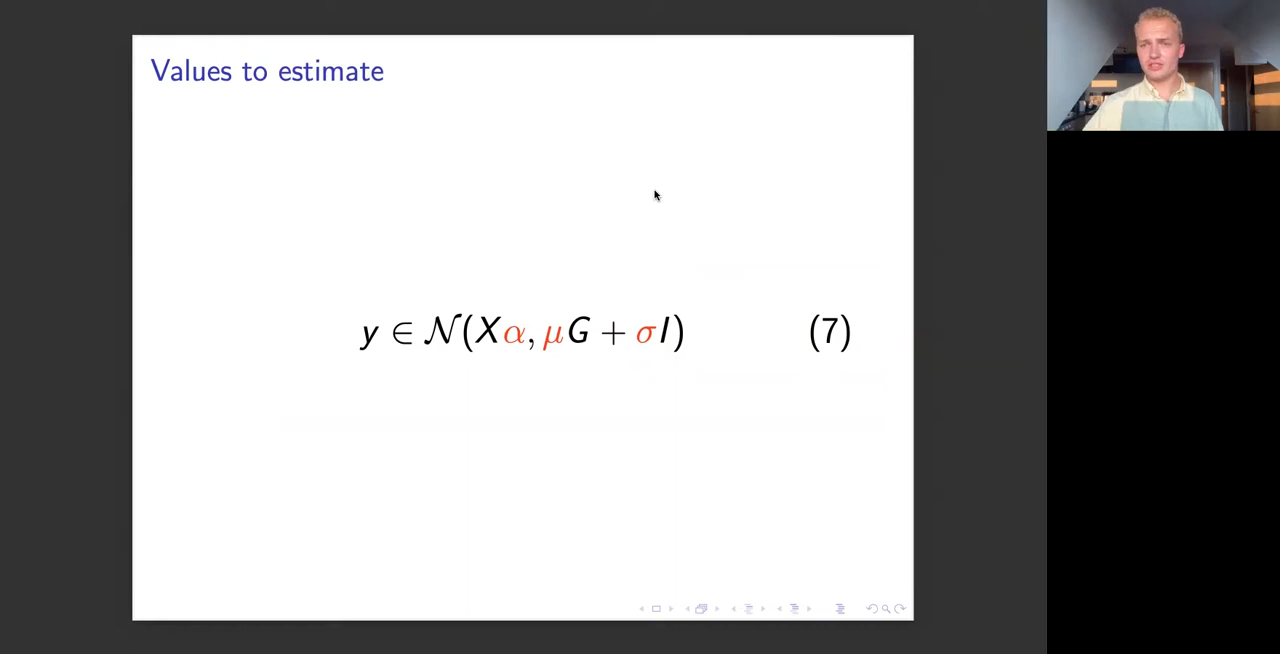 Values to estimate
y ∈ 𝒩(Xα, μG + σI) (7)